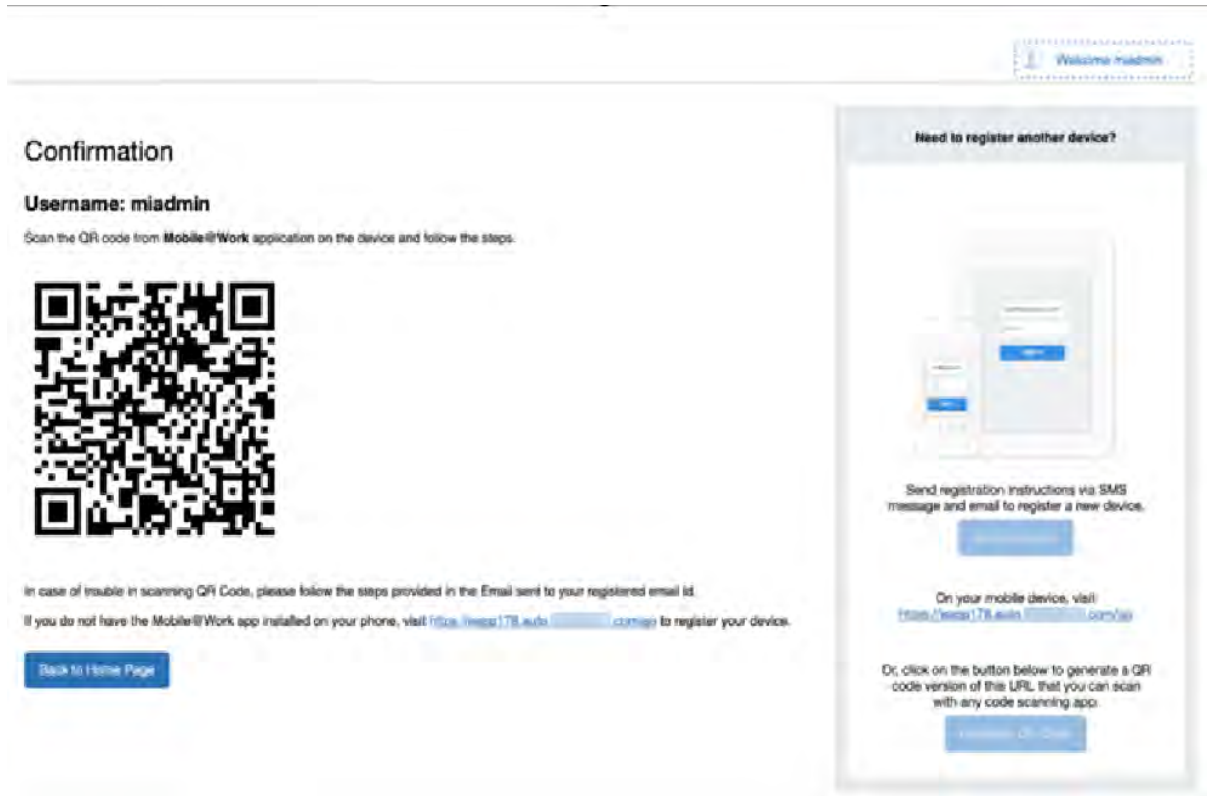 Welcome miadmin
Confirmation
Username: miadmin
Scan the QR code from Mobile@Work application on the device and follow the steps.
In case of trouble in scanning QR Code, please follow the steps provided in the Email sent to your registered email id.
If you do not have the Mobile@Work app installed on your phone, visit to register your device.
Back to Home Page
Need to register another device?
Send registration instructions via SMS
message and email to register a new device.
On your mobile device, visit
Or, click on the button below to generate a QR
code version of this URL that you can scan
with any code scanning app.